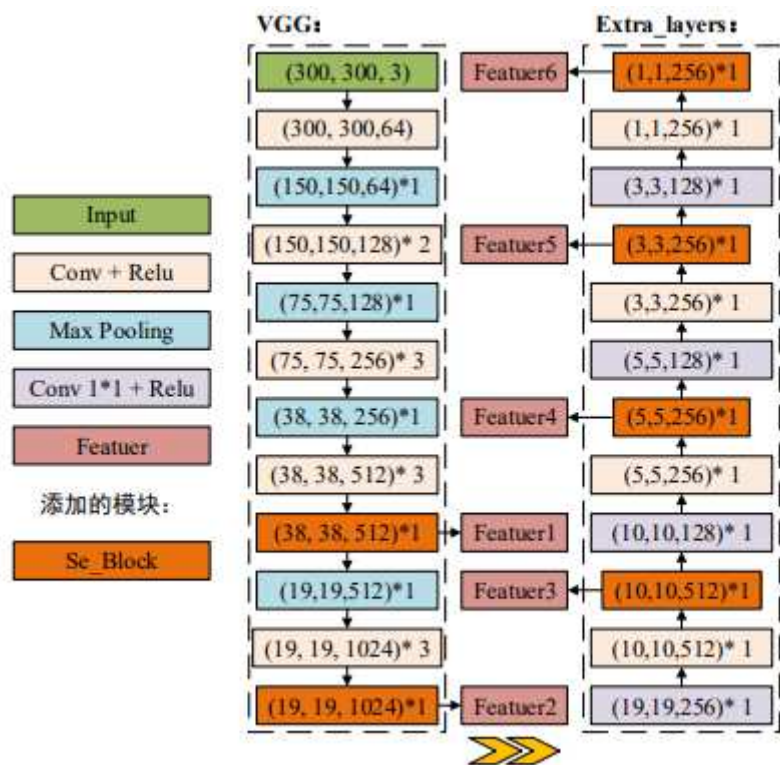 VGG：
Extra_layers：
(300, 300, 3)
Featuer6
(1,1,256)*1
(300, 300,64)
(1,1,256)* 1
(150,150,64)*1
(3,3,128)* 1
Input
(150,150,128)* 2
Featuer5
(3,3,256)*1
Conv + Relu
(75,75,128)*1
(3,3,256)* 1
Max Pooling
(75, 75, 256)* 3
(5,5,128)* 1
Conv 1*1 + Relu
(38, 38, 256)*1
Featuer4
(5,5,256)*1
Featuer
(38, 38, 512)* 3
(5,5,256)* 1
添加的模块：
(38, 38, 512)*1
Featuer1
(10,10,128)* 1
Se_Block
(19,19,512)*1
Featuer3
(10,10,512)*1
(19, 19, 1024)* 3
(10,10,512)* 1
(19, 19, 1024)*1
Featuer2
(19,19,256)* 1